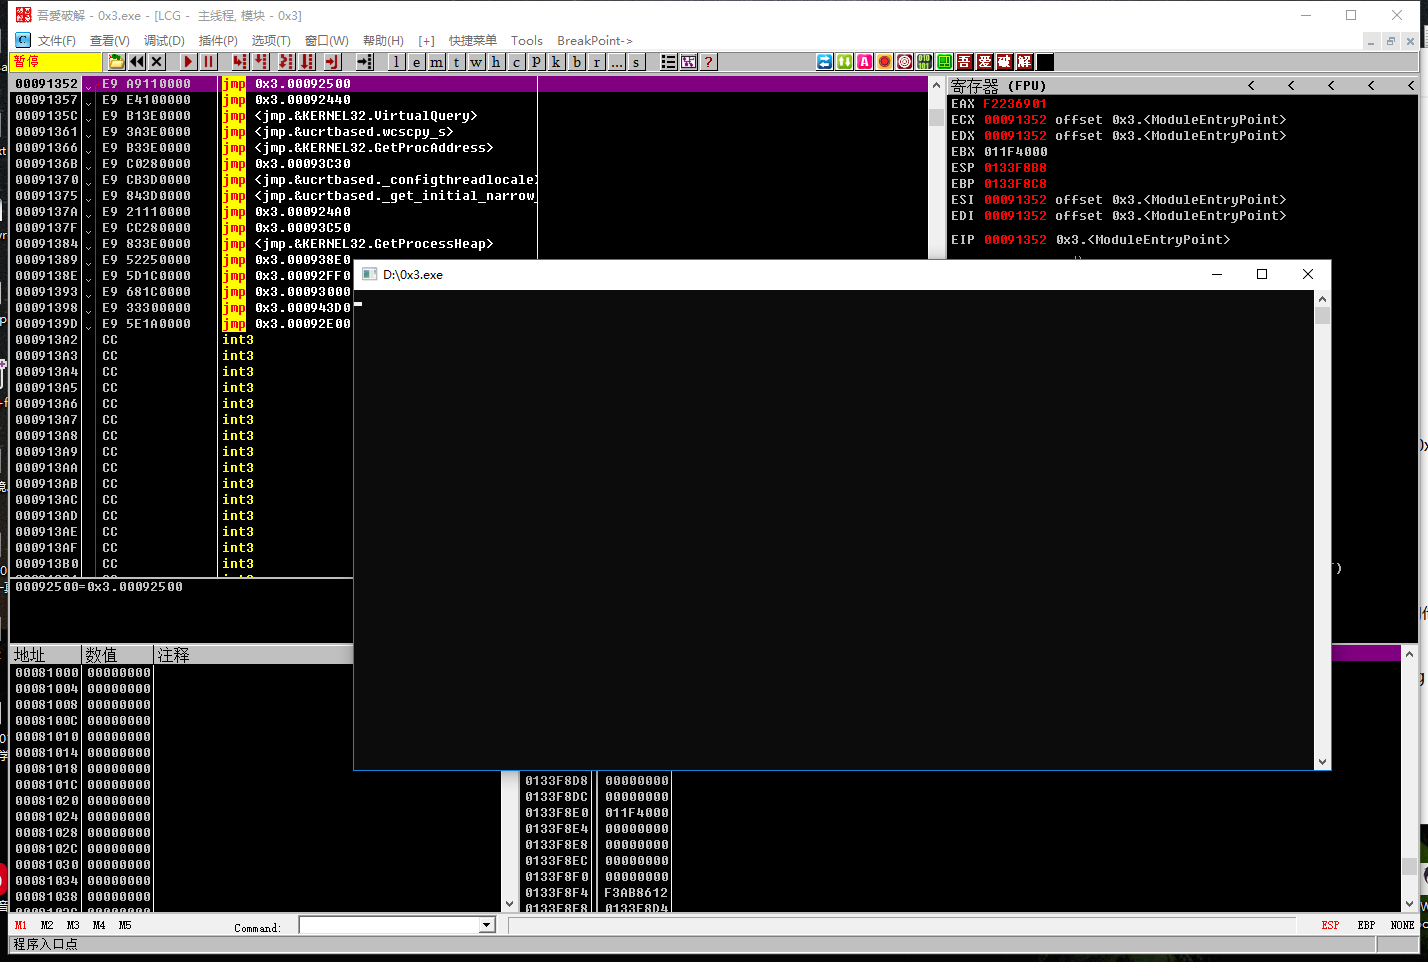 吾愛破解 - 0x3.exe - [LCG - 主线程, 模块 - 0x3]
文件(F) 查看(V) 调试(D) 插件(P) 选项(T) 窗口(W) 帮助(H) [+] 快捷菜单 Tools BreakPoint->
暂停 l e m t w h c P k b r ... s ? 吾 爱 破 解
00091352 E9 A9110000 jmp 0x3.00092500
00091357 E9 E4100000 jmp 0x3.00092440
0009135C E9 B13E0000 jmp <jmp.&KERNEL32.VirtualQuery>
00091361 E9 3A3E0000 jmp <jmp.&ucrtbased.wcscpy_s>
00091366 E9 B33E0000 jmp <jmp.&KERNEL32.GetProcAddress>
0009136B E9 C0280000 jmp 0x3.00093C30
00091370 E9 CB3D0000 jmp <jmp.&ucrtbased._configthreadlocale>
00091375 E9 843D0000 jmp <jmp.&ucrtbased._get_initial_narrow_
0009137A E9 21110000 jmp 0x3.000924A0
0009137F E9 CC280000 jmp 0x3.00093C50
00091384 E9 833E0000 jmp <jmp.&KERNEL32.GetProcessHeap>
00091389 E9 52250000 jmp 0x3.000938E0
0009138E E9 5D1C0000 jmp 0x3.00092FF0
00091393 E9 681C0000 jmp 0x3.00093000
00091398 E9 33300000 jmp 0x3.000943D0
0009139D E9 5E1A0000 jmp 0x3.00092E00
000913A2 CC int3
000913A3 CC int3
000913A4 CC int3
000913A5 CC int3
000913A6 CC int3
000913A7 CC int3
000913A8 CC int3
000913A9 CC int3
000913AA CC int3
000913AB CC int3
000913AC CC int3
000913AD CC int3
000913AE CC int3
000913AF CC int3
000913B0 CC int3
00092500=0x3.00092500
寄存器 (FPU) < < < < <
EAX F2236901
ECX 00091352 offset 0x3.<ModuleEntryPoint>
EDX 00091352 offset 0x3.<ModuleEntryPoint>
EBX 011F4000
ESP 0133F8B8
EBP 0133F8C8
ESI 00091352 offset 0x3.<ModuleEntryPoint>
EDI 00091352 offset 0x3.<ModuleEntryPoint>
EIP 00091352 0x3.<ModuleEntryPoint>
D:\0x3.exe
地址 数值 注释
00081000 00000000
00081004 00000000
00081008 00000000
0008100C 00000000
00081010 00000000
00081014 00000000
00081018 00000000
0008101C 00000000
00081020 00000000
00081024 00000000
00081028 00000000
0008102C 00000000
00081030 00000000
00081034 00000000
00081038 00000000
0133F8D8 00000000
0133F8DC 00000000
0133F8E0 011F4000
0133F8E4 00000000
0133F8E8 00000000
0133F8EC 00000000
0133F8F0 00000000
0133F8F4 F3AB8612
0133F8F8 0133F8D4
M1 M2 M3 M4 M5 Command: ESP EBP NONE
程序入口点